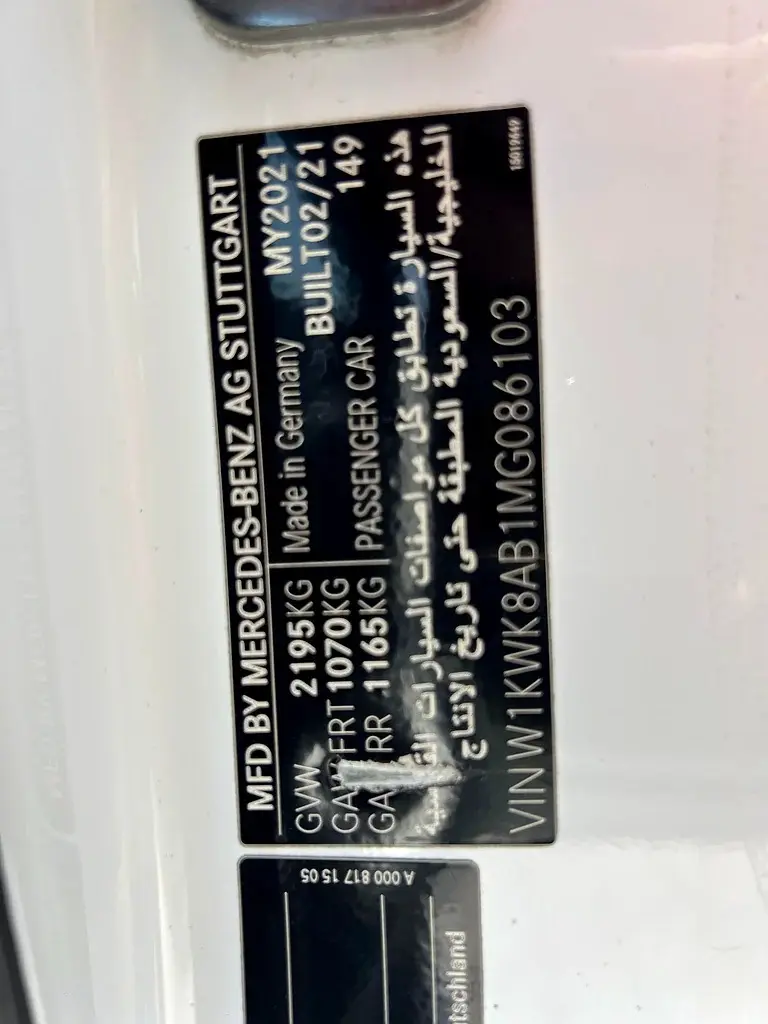 MFD BY MERCEDES-BENZ AG STUTTGART
GVW 2195KG Made in Germany MY2021
FRT 1070KG BUILT02/21
RR 1165KG PASSENGER CAR 149
هذه السيارة تطابق كل مواصفات السيارات
الخليجية/السعودية المطبقة حتى تاريخ الانتاج
VIN W1KWK8AB1MG086103
A 000 817 15 05